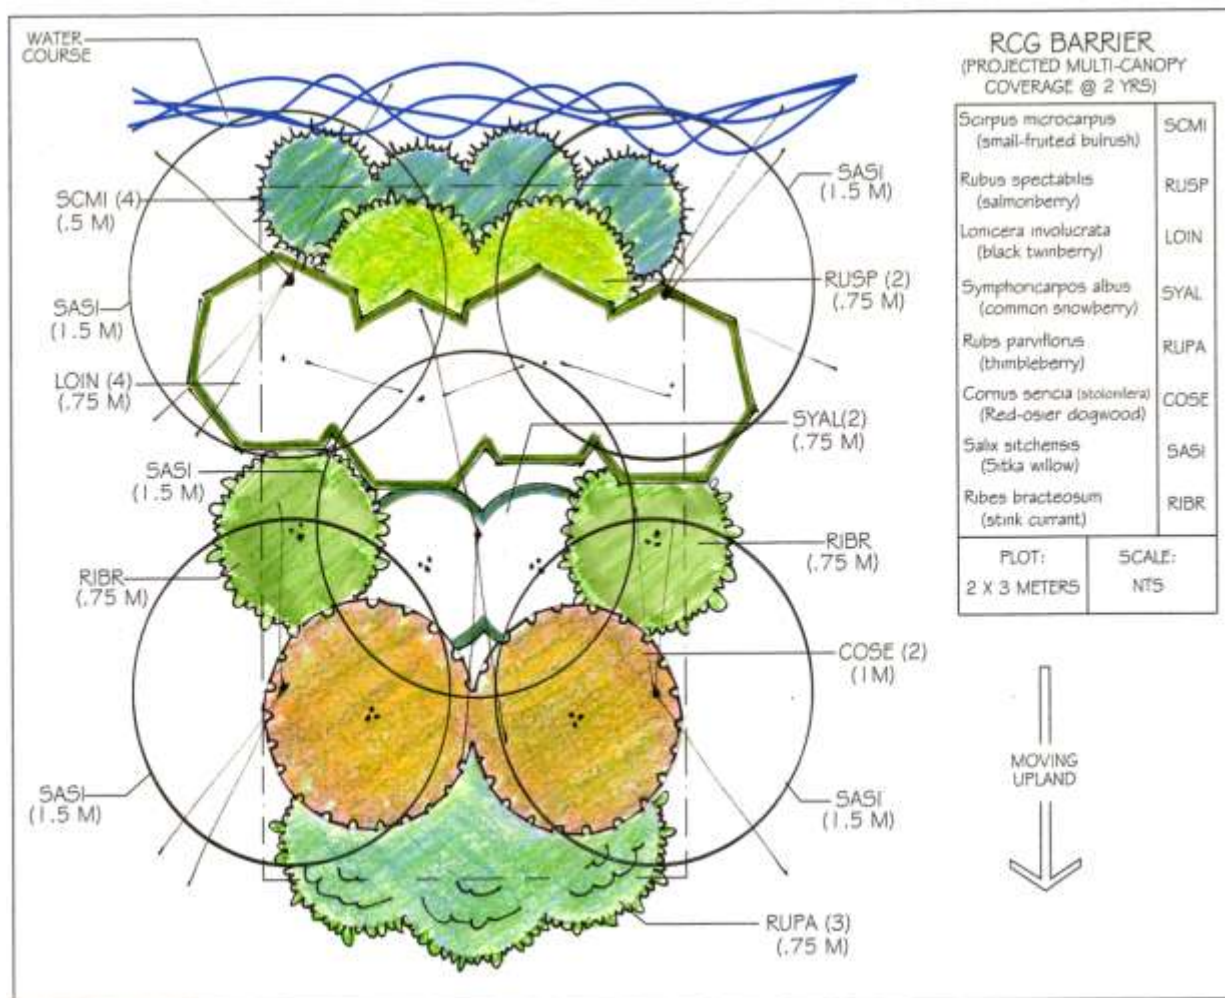 WATER
COURSE
SCMI (4)
(.5 M)
SASI
(1.5 M)
LOIN (4)
(.75 M)
SASI
(1.5 M)
RIBR
(.75 M)
SASI
(1.5 M)
SASI
(1.5 M)
RUSP (2)
(.75 M)
SYAL(2)
(.75 M)
RIBR
(.75 M)
COSE (2)
(1M)
SASI
(1.5 M)
RUPA (3)
(.75 M)
RCG BARRIER
(PROJECTED MULTI-CANOPY
COVERAGE @ 2 YRS)
Scirpus microcarpus SCMI
(small-fruited bulrush)
Rubus spectabilis RUSP
(salmonberry)
Lonicera involucrata LOIN
(black twinberry)
Symphoricarpos albus SYAL
(common snowberry)
Rubs parviflorus RUPA
(thimbleberry)
Cornus sericia (stolonifera) COSE
(Red-osier dogwood)
Salix sitchensis SASI
(Sitka willow)
Ribes bracteosum RIBR
(stink currant)
PLOT: SCALE:
2 X 3 METERS NTS
MOVING
UPLAND